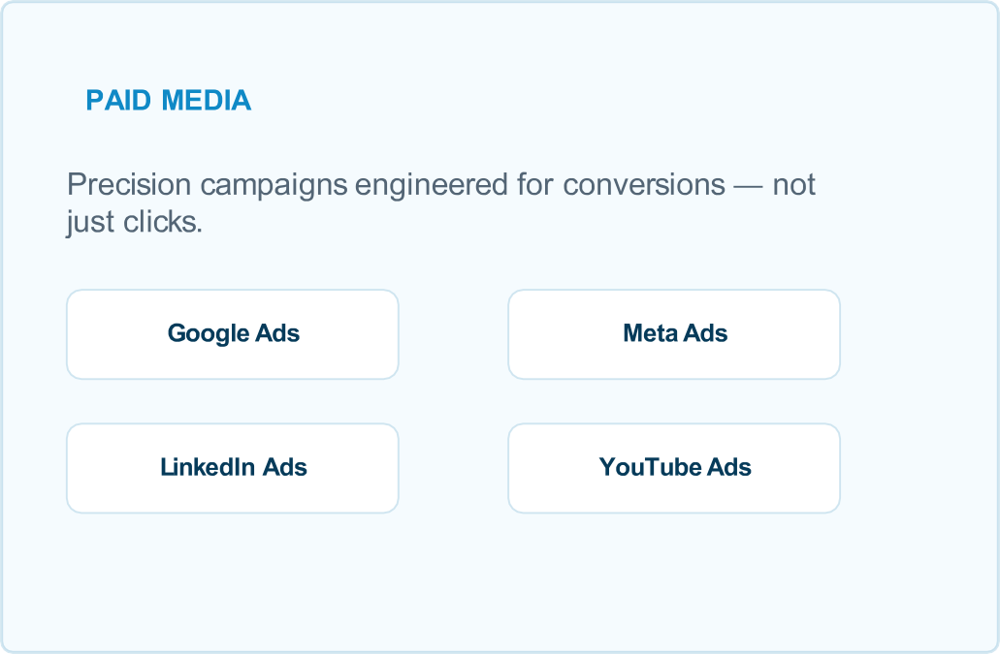 PAID MEDIA
Precision campaigns engineered for conversions — not
just clicks.
Google Ads
Meta Ads
LinkedIn Ads
YouTube Ads